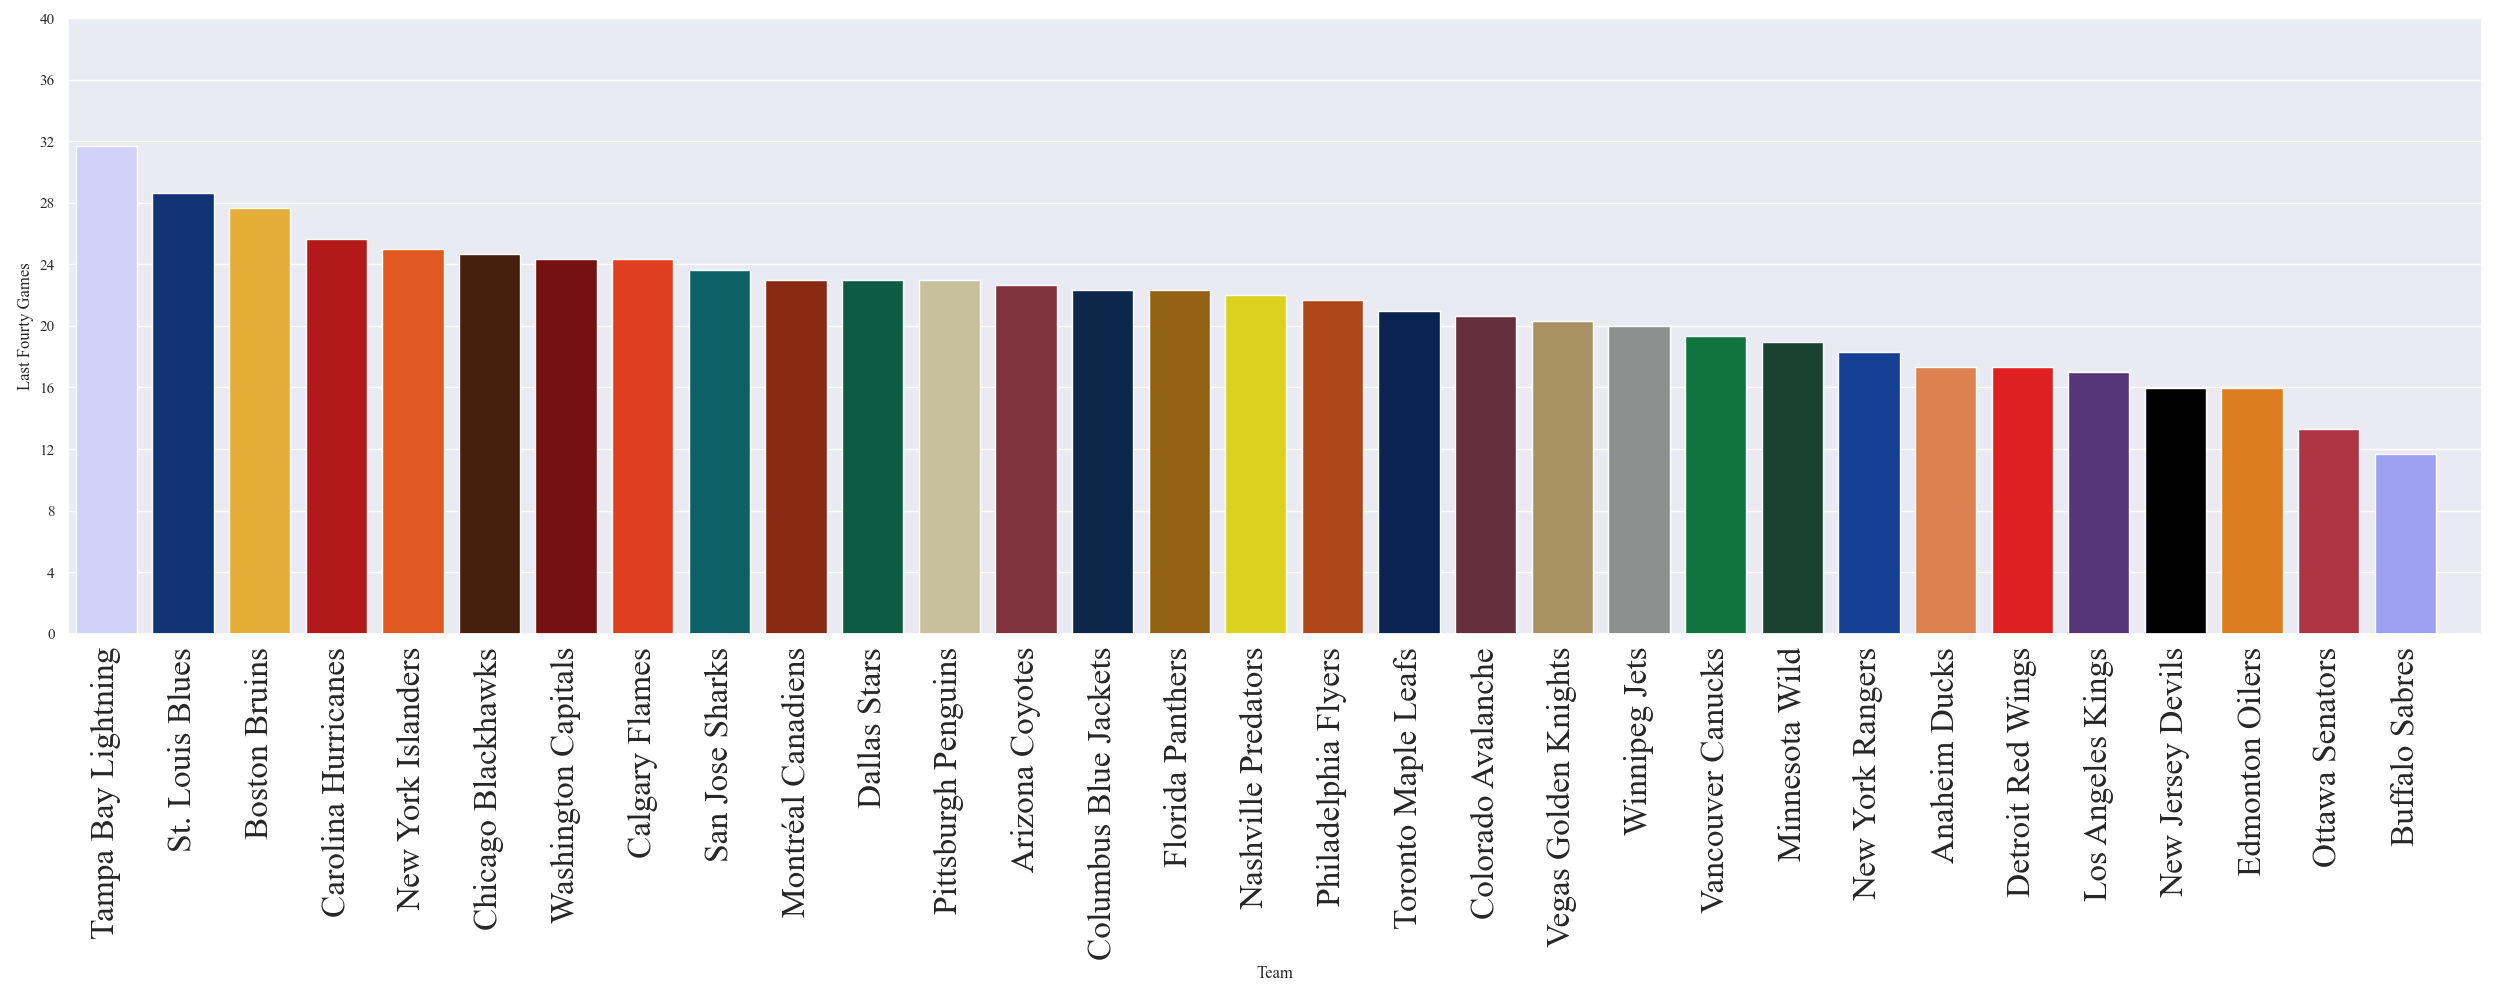 40
36
32
28
24
20
16
12
8
4
0
Last Fourty Games
Tampa Bay Lightning
St. Louis Blues
Boston Bruins
Carolina Hurricanes
New York Islanders
Chicago Blackhawks
Washington Capitals
Calgary Flames
San Jose Sharks
Montréal Canadiens
Dallas Stars
Pittsburgh Penguins
Arizona Coyotes
Columbus Blue Jackets
Florida Panthers
Nashville Predators
Philadelphia Flyers
Toronto Maple Leafs
Colorado Avalanche
Vegas Golden Knights
Winnipeg Jets
Vancouver Canucks
Minnesota Wild
New York Rangers
Anaheim Ducks
Detroit Red Wings
Los Angeles Kings
New Jersey Devils
Edmonton Oilers
Ottawa Senators
Buffalo Sabres
Team